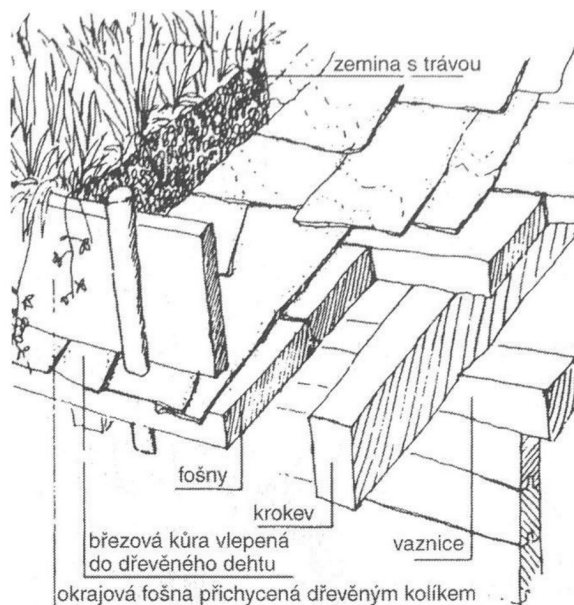 zemina s trávou
fošny
krokev
vaznice
březová kůra vlepená
do dřevěného dehtu
okrajová fošna přichycená dřevěným kolíkem